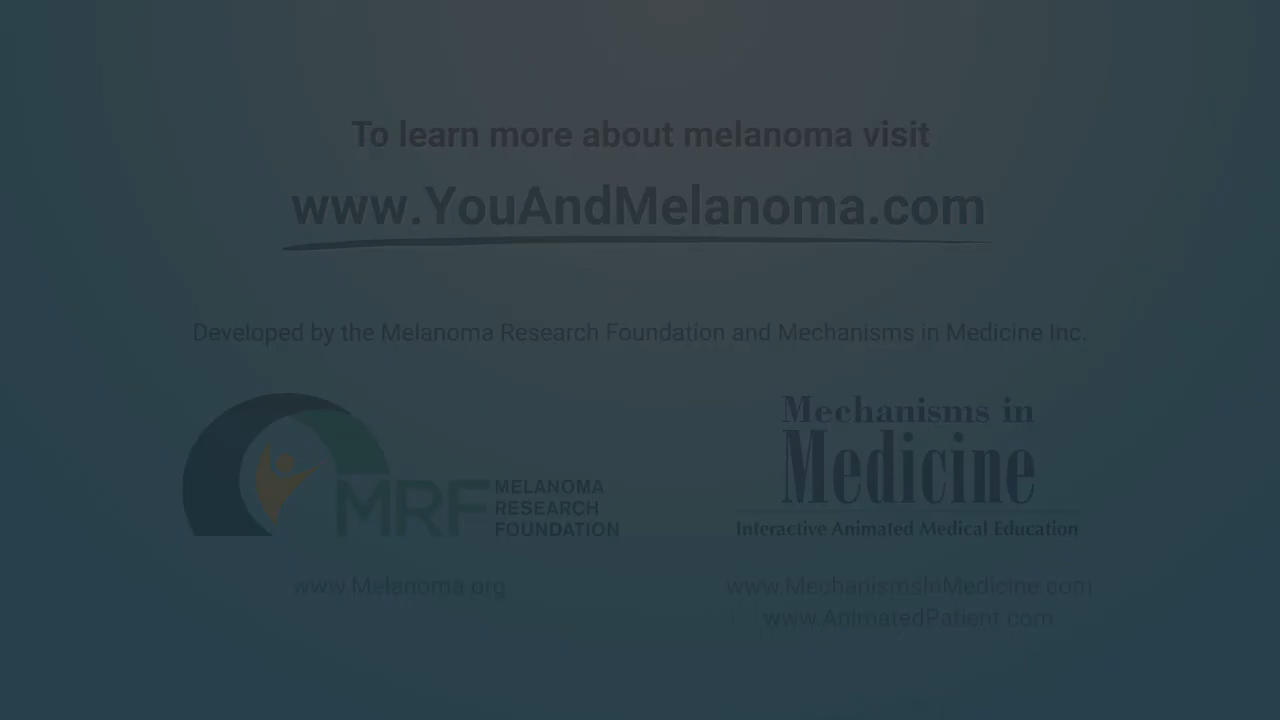 To learn more about melanoma visit
www.YouAndMelanoma.com
Developed by the Melanoma Research Foundation and Mechanisms in Medicine Inc.
MRF MELANOMA
RESEARCH
FOUNDATION
www.Melanoma.org
Mechanisms in
Medicine
Interactive Animated Medical Education
www.MechanismsInMedicine.com
www.AnimatedPatient.com